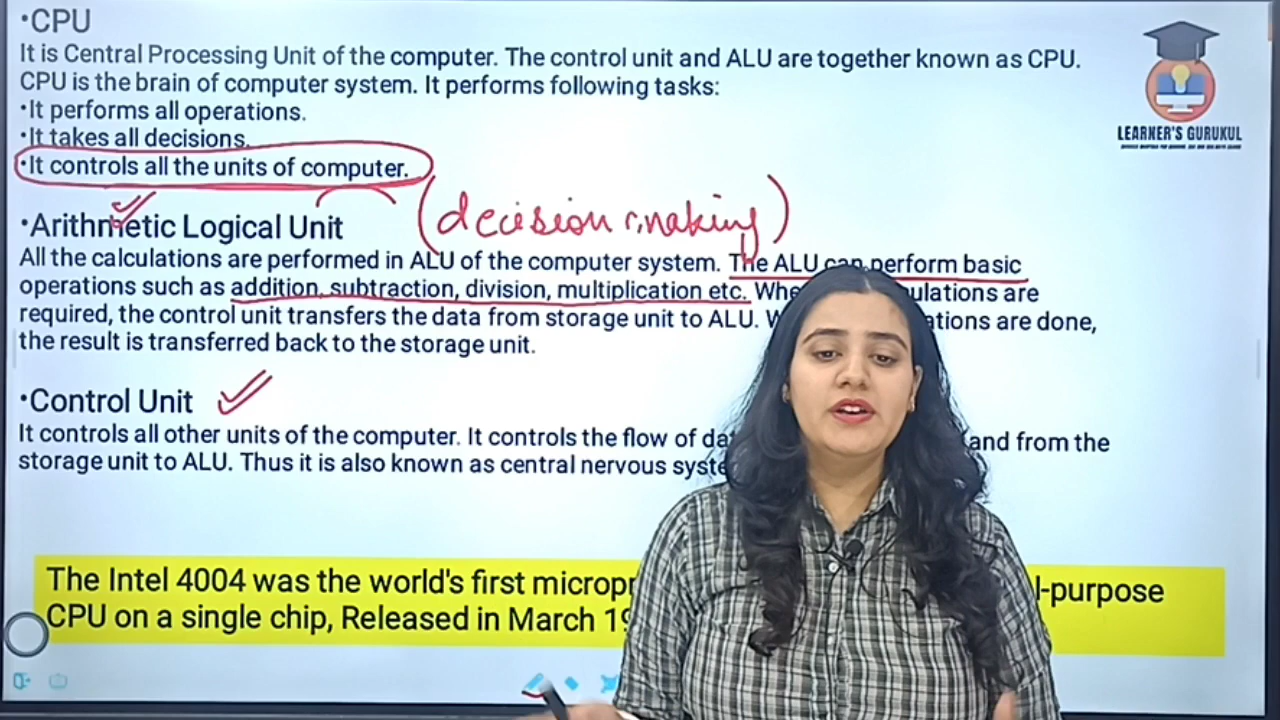 •CPU
It is Central Processing Unit of the computer. The control unit and ALU are together known as CPU.
CPU is the brain of computer system. It performs following tasks:
•It performs all operations.
•It takes all decisions.
•It controls all the units of computer.
•Arithmetic Logical Unit
(decision making)
All the calculations are performed in ALU of the computer system. The ALU can perform basic
operations such as addition, subtraction, division, multiplication etc. are
required, the control unit transfers the data from storage unit to ALU. are done,
the result is transferred back to the storage unit.
•Control Unit
It controls all other units of the computer. It controls the flow of and from the
storage unit to ALU. Thus it is also known as central nervous
The Intel 4004 was the world's first
CPU on a single chip, Released in March
LEARNER'S GURUKUL